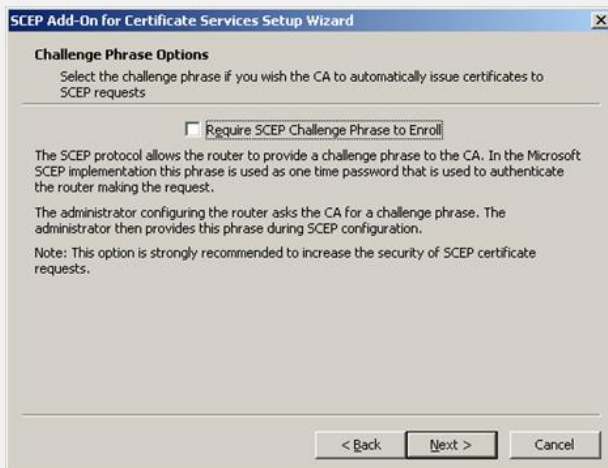 SCEP Add-On for Certificate Services Setup Wizard
Challenge Phrase Options
Select the challenge phrase if you wish the CA to automatically issue certificates to
SCEP requests
Require SCEP Challenge Phrase to Enroll
The SCEP protocol allows the router to provide a challenge phrase to the CA. In the Microsoft
SCEP implementation this phrase is used as one time password that is used to authenticate
the router making the request.
The administrator configuring the router asks the CA for a challenge phrase. The
administrator then provides this phrase during SCEP configuration.
Note: This option is strongly recommended to increase the security of SCEP certificate
requests.
< Back Next > Cancel